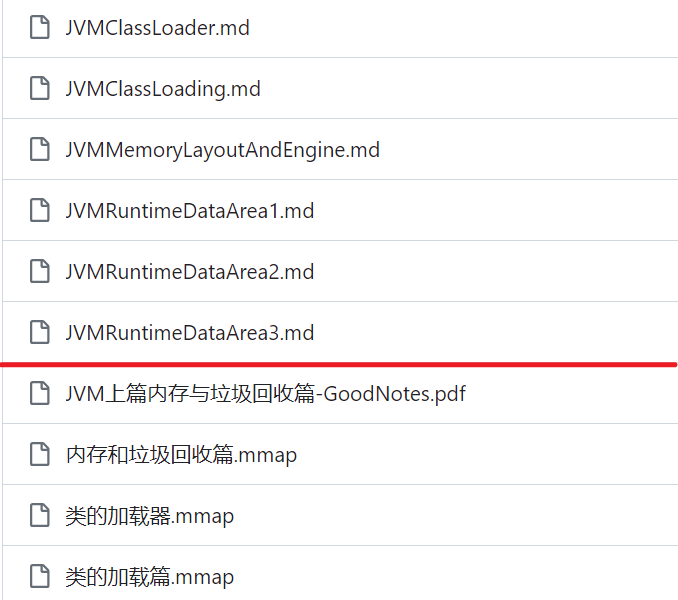 JVMClassLoader.md
JVMClassLoading.md
JVMMemoryLayoutAndEngine.md
JVMRuntimeDataArea1.md
JVMRuntimeDataArea2.md
JVMRuntimeDataArea3.md
JVM上篇内存与垃圾回收篇-GoodNotes.pdf
内存和垃圾回收篇.mmap
类的加载器.mmap
类的加载篇.mmap